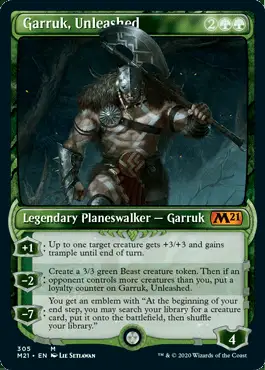 Garruk, Unleashed 2
Legendary Planeswalker — Garruk M21
+1 Up to one target creature gets +3/+3 and gains
trample until end of turn.
-2 Create a 3/3 green Beast creature token. Then if an
opponent controls more creatures than you, put a
loyalty counter on Garruk, Unleashed.
-7 You get an emblem with "At the beginning of
your end step, you may search your library for a creature
card, put it onto the battlefield, then shuffle
your library."
4
305 M
M21 • EN Lee Setiawan
™ & © 2020 Wizards of the Coast